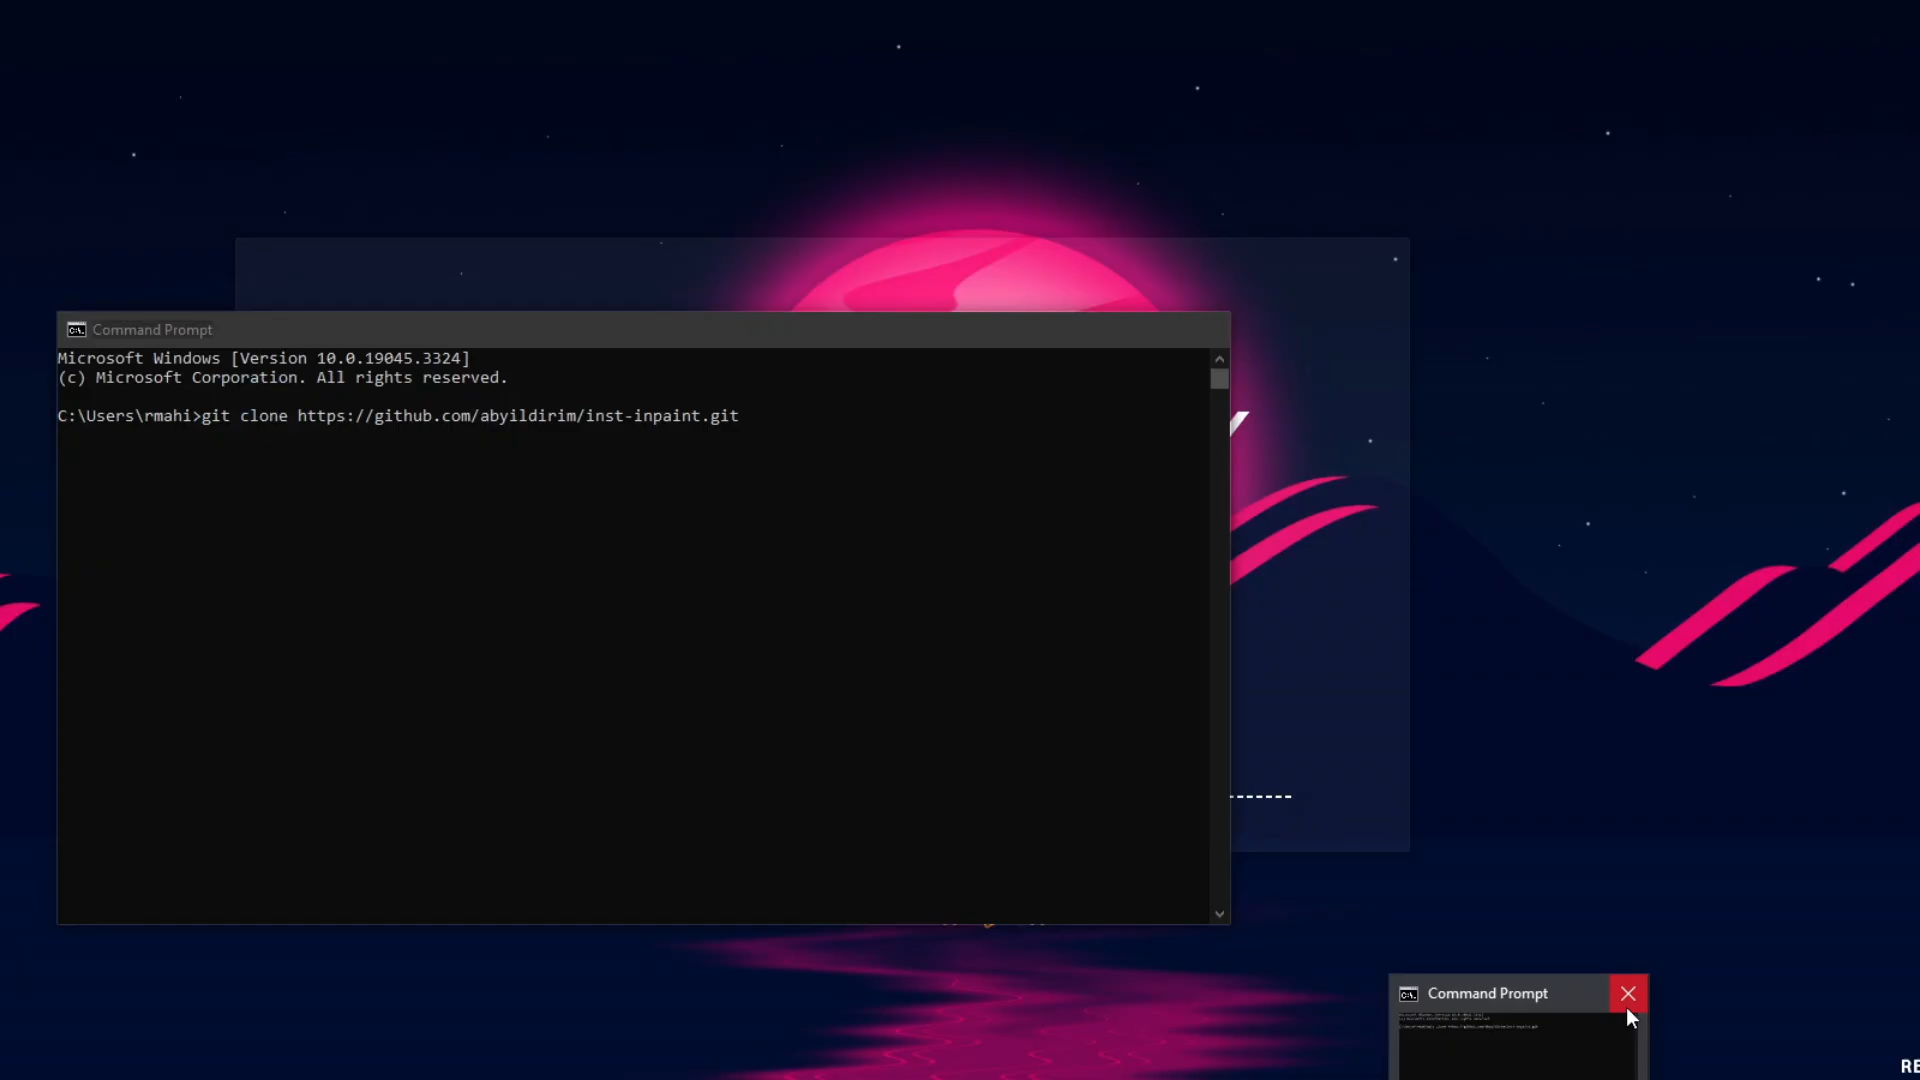 Command Prompt
Microsoft Windows [Version 10.0.19045.3324]
(c) Microsoft Corporation. All rights reserved.
C:\Users\rmahi>git clone https://github.com/abyildirim/inst-inpaint.git
Command Prompt
RE